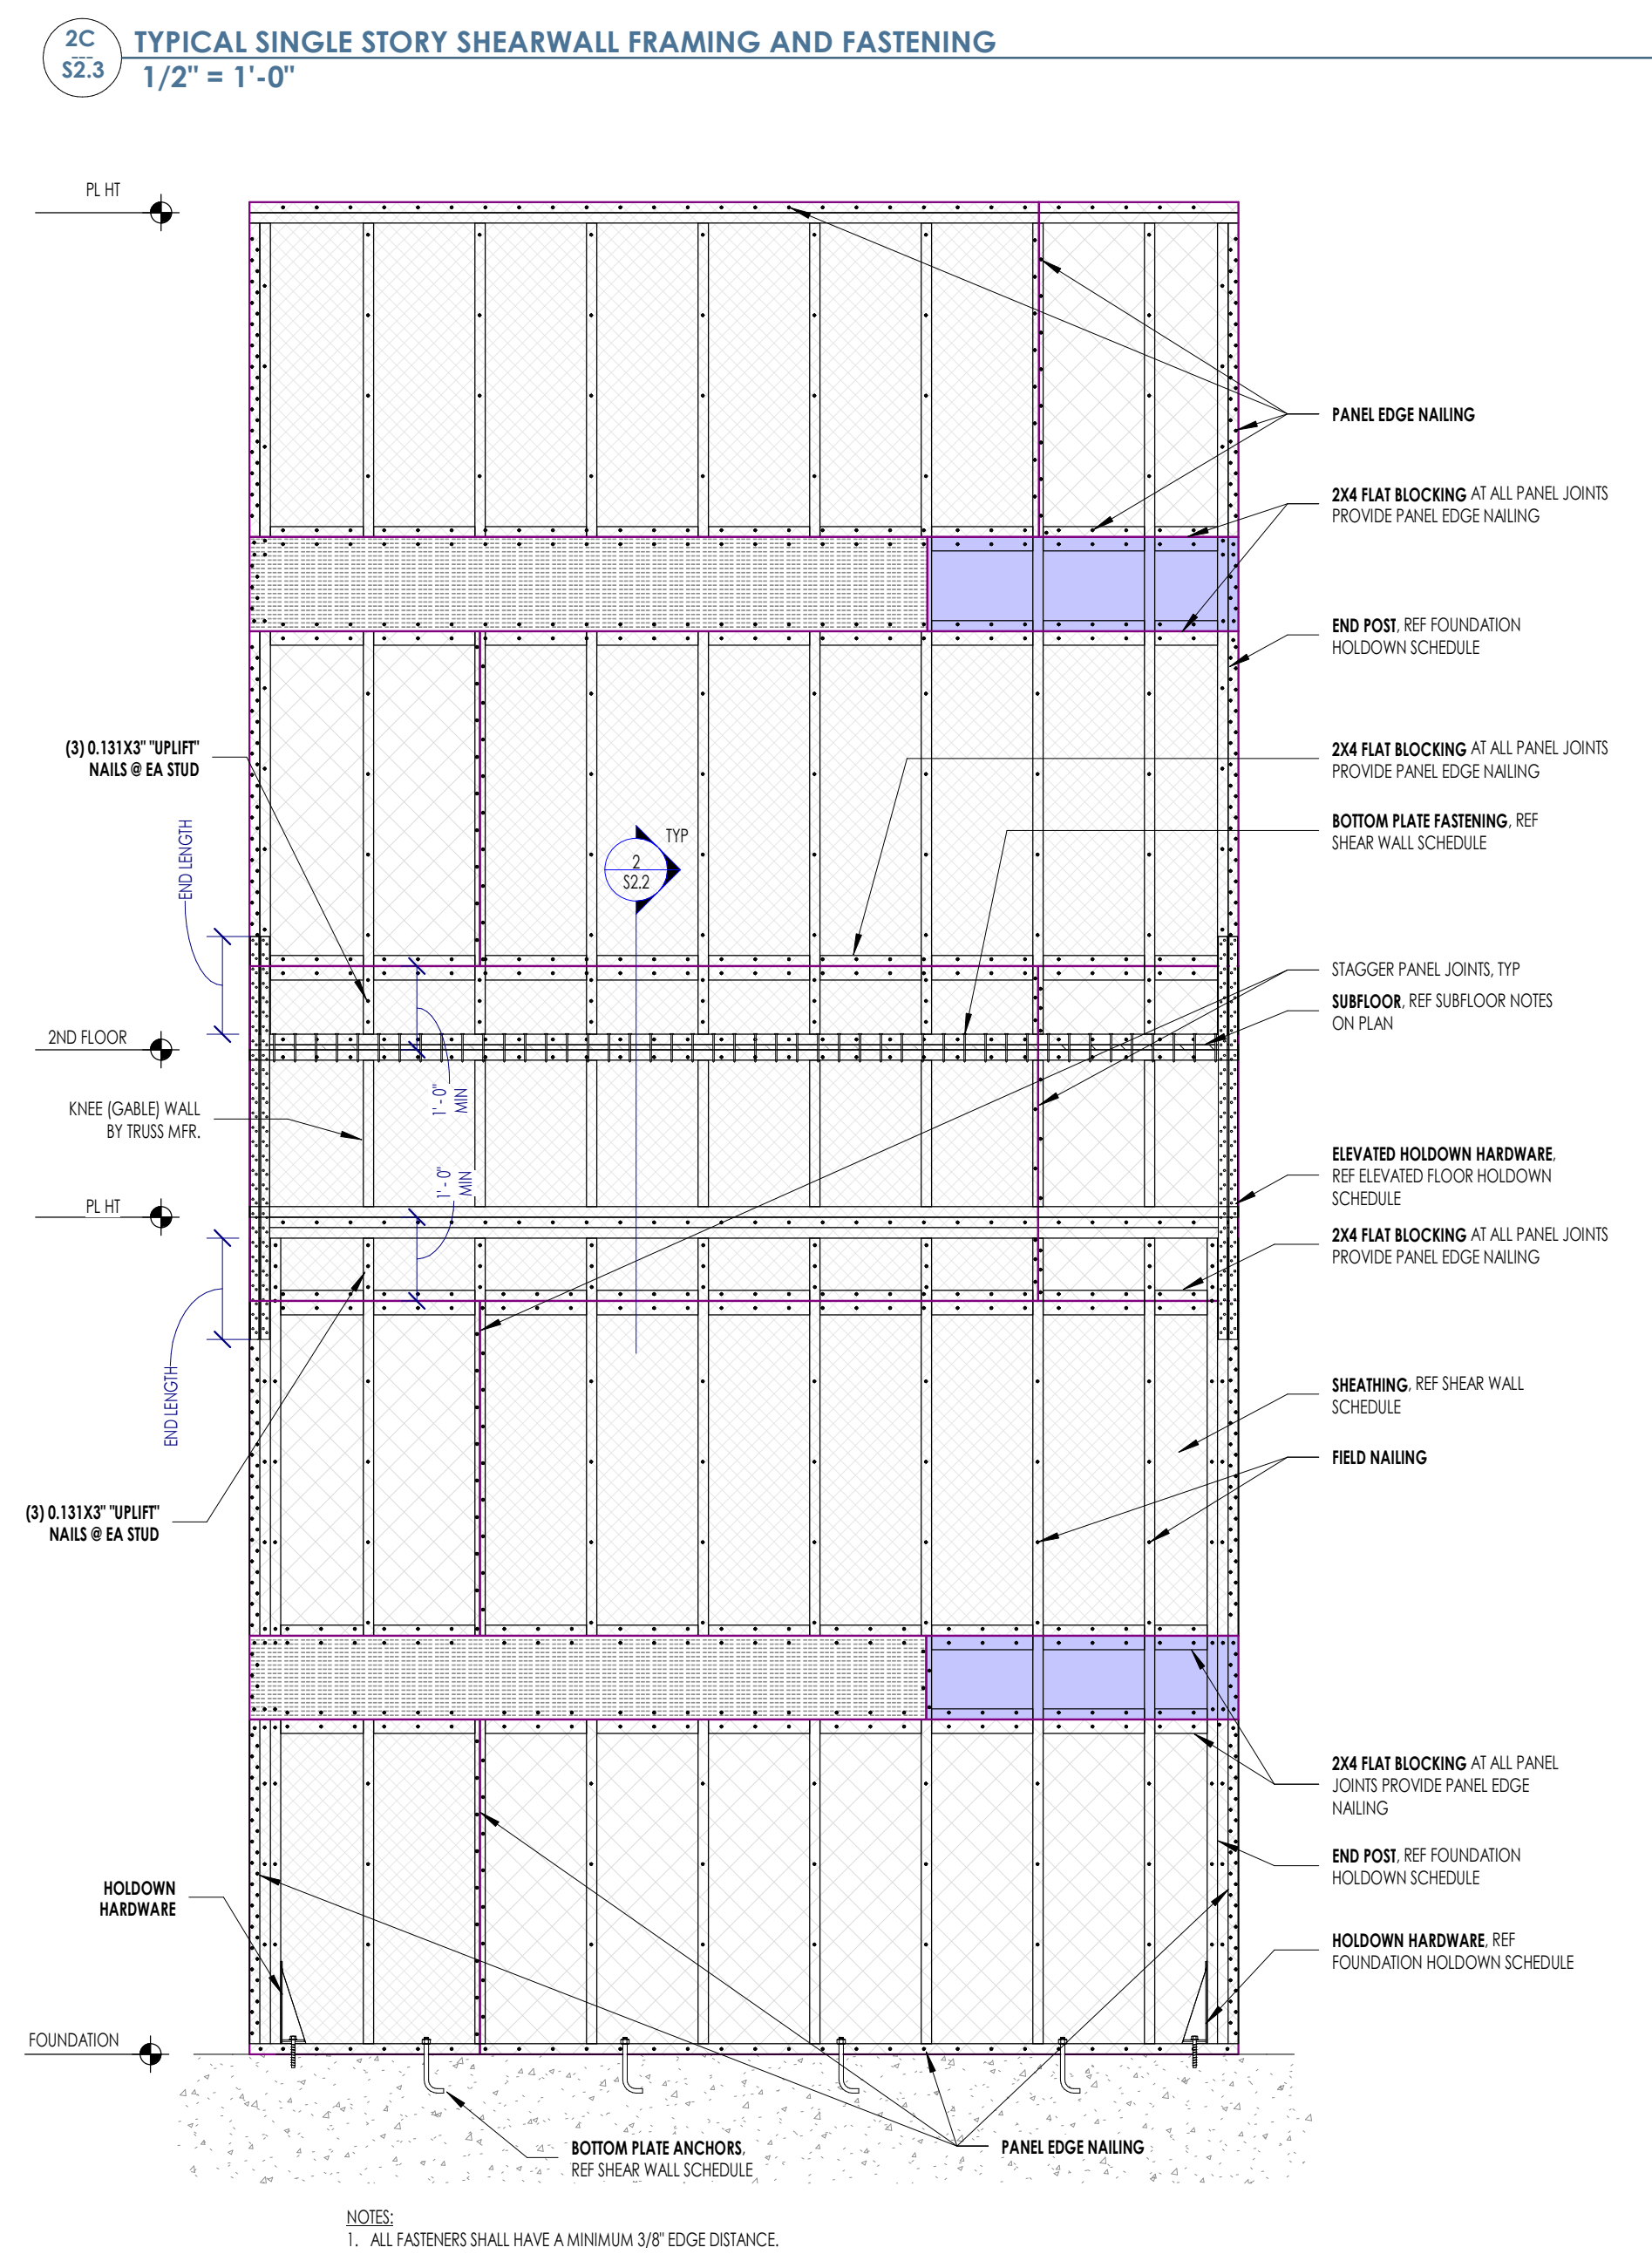 2C
---
S2.3
TYPICAL SINGLE STORY SHEARWALL FRAMING AND FASTENING
1/2" = 1'-0"
PL HT
PANEL EDGE NAILING
2X4 FLAT BLOCKING AT ALL PANEL JOINTS
PROVIDE PANEL EDGE NAILING
END POST, REF FOUNDATION
HOLDOWN SCHEDULE
(3) 0.131X3" "UPLIFT"
NAILS @ EA STUD
2X4 FLAT BLOCKING AT ALL PANEL JOINTS
PROVIDE PANEL EDGE NAILING
BOTTOM PLATE FASTENING, REF
SHEAR WALL SCHEDULE
END LENGTH
TYP
2
S2.2
STAGGER PANEL JOINTS, TYP
SUBFLOOR, REF SUBFLOOR NOTES
ON PLAN
2ND FLOOR
1' - 0"
MIN
KNEE (GABLE) WALL
BY TRUSS MFR.
1' - 0"
MIN
ELEVATED HOLDOWN HARDWARE,
REF ELEVATED FLOOR HOLDOWN
SCHEDULE
PL HT
2X4 FLAT BLOCKING AT ALL PANEL JOINTS
PROVIDE PANEL EDGE NAILING
END LENGTH
SHEATHING, REF SHEAR WALL
SCHEDULE
FIELD NAILING
(3) 0.131X3" "UPLIFT"
NAILS @ EA STUD
2X4 FLAT BLOCKING AT ALL PANEL
JOINTS PROVIDE PANEL EDGE
NAILING
END POST, REF FOUNDATION
HOLDOWN SCHEDULE
HOLDOWN
HARDWARE
HOLDOWN HARDWARE, REF
FOUNDATION HOLDOWN SCHEDULE
FOUNDATION
BOTTOM PLATE ANCHORS,
REF SHEAR WALL SCHEDULE
PANEL EDGE NAILING
NOTES:
1. ALL FASTENERS SHALL HAVE A MINIMUM 3/8" EDGE DISTANCE.